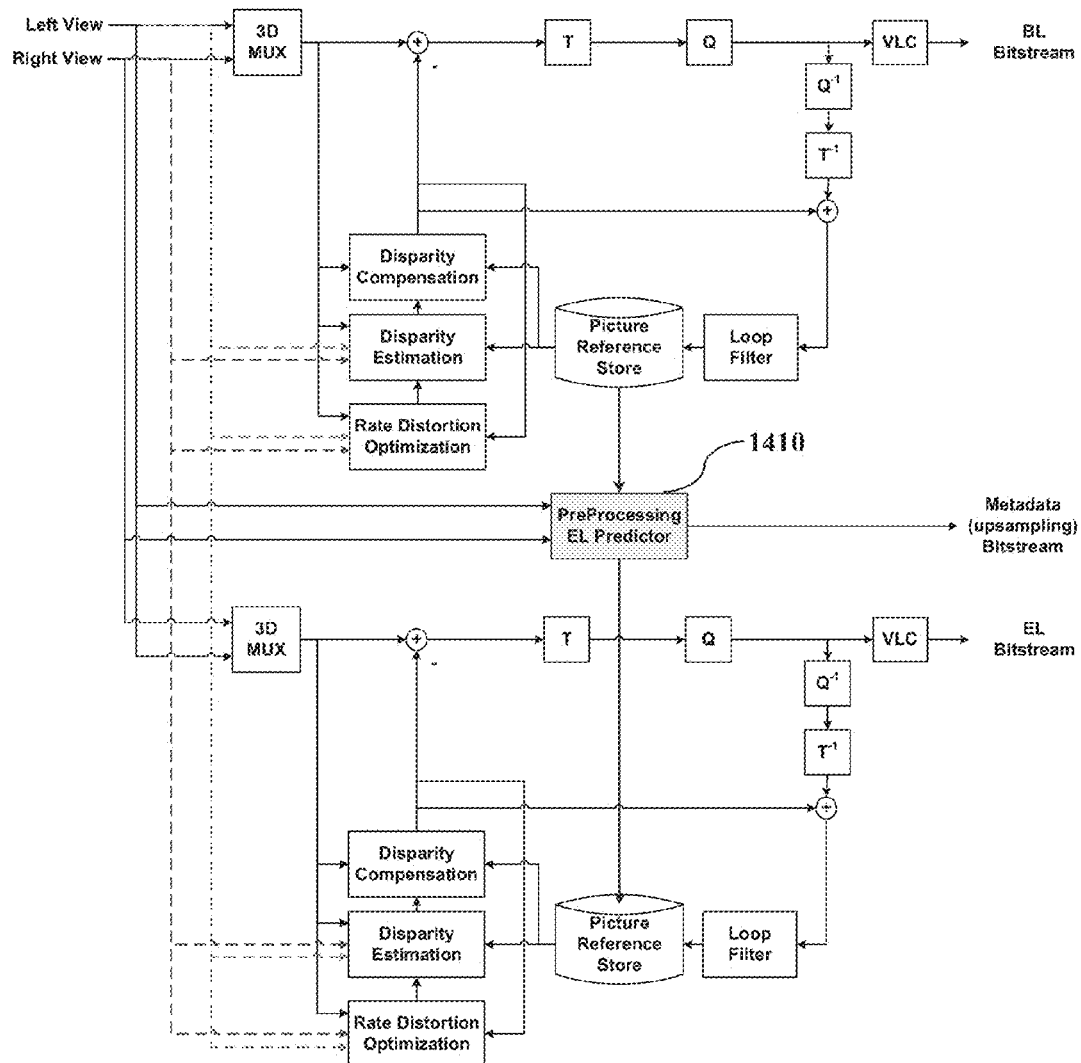 Left View
Right View
3D
MUX
+
T
Q
VLC
BL
Bitstream
-
Q-1
T-1
+
Disparity
Compensation
Disparity
Estimation
Picture
Reference
Store
Loop
Filter
Rate Distortion
Optimization
1410
PreProcessing
EL Predictor
Metadata
(upsampling)
Bitstream
3D
MUX
+
T
Q
VLC
EL
Bitstream
-
Q-1
T-1
+
Disparity
Compensation
Disparity
Estimation
Picture
Reference
Store
Loop
Filter
Rate Distortion
Optimization